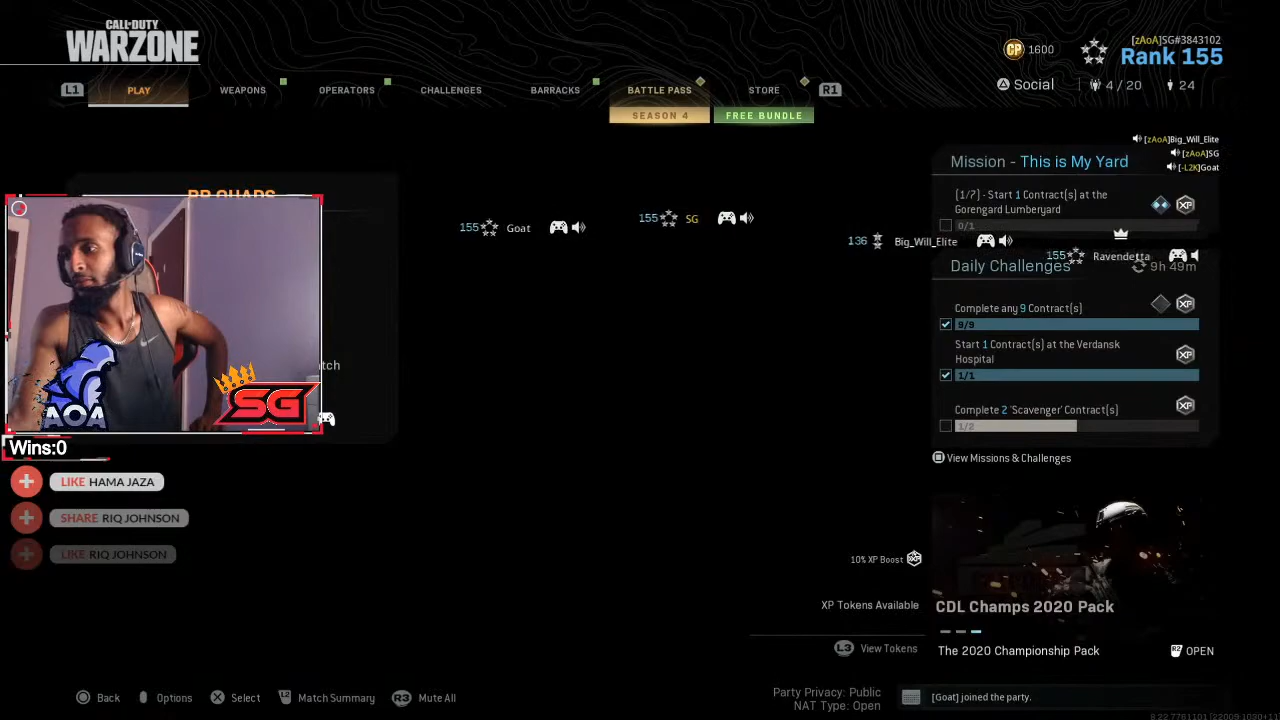 CALL OF DUTY
WARZONE
CP 1600
[zAoA]SG#3843102
Rank 155
L1
PLAY
WEAPONS
OPERATORS
CHALLENGES
BARRACKS
BATTLE PASS
STORE
R1
SEASON 4
FREE BUNDLE
Social
4 / 20
24
[zAoA]Big_Will_Elite
[zAoA]SG
[-L2K]Goat
Mission - This is My Yard
[1/7] - Start 1 Contract(s) at the
Gorengard Lumberyard
0/1
BR QUADS
155 Goat
155 SG
136 Big_Will_Elite
155 Ravendetta
Daily Challenges
9h 49m
Complete any 9 Contract(s)
9/9
Start 1 Contract(s) at the Verdansk
Hospital
1/1
Complete 2 'Scavenger' Contract(s)
1/2
View Missions & Challenges
AOA
SG
Wins:0
LIKE HAMA JAZA
SHARE RIQ JOHNSON
LIKE RIQ JOHNSON
10% XP Boost
XP Tokens Available
L3 View Tokens
CDL Champs 2020 Pack
The 2020 Championship Pack
R2 OPEN
Back
Options
Select
L2 Match Summary
R3 Mute All
Party Privacy: Public
NAT Type: Open
[Goat] joined the party.